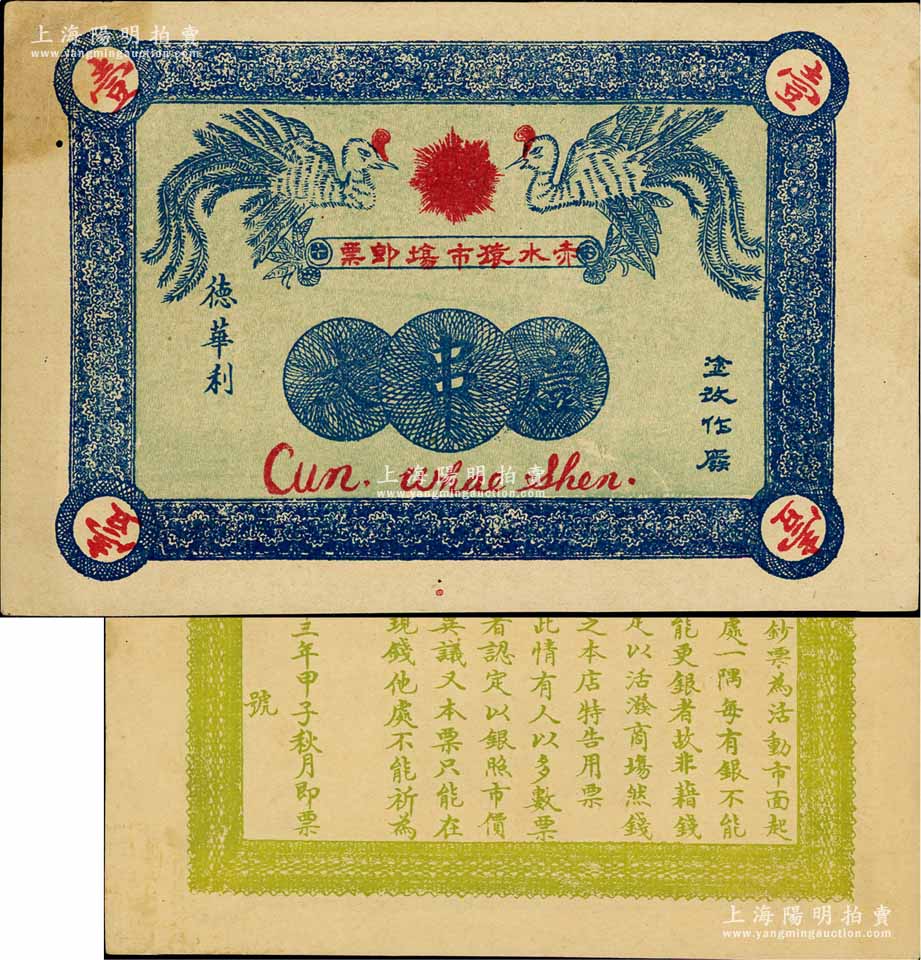 上海陽明拍賣
www.yangmingauction.com
壹
壹
赤水猿市場即票
德華利
壹串
金改作廢
Cun. Whae Shen.
上海陽明拍賣
www.yangmingauction.com
壹
壹
鈔票為活動市面起
處一隅每有銀不能
能更銀者故非藉錢
足以活潑商場然錢
之本店特告用票
此情有人以多數票
者認定以銀照市價
異議又本票只能在
現錢他處不能祈為
三年甲子秋月即票
號
上海陽明拍賣
www.yangmingauction.com